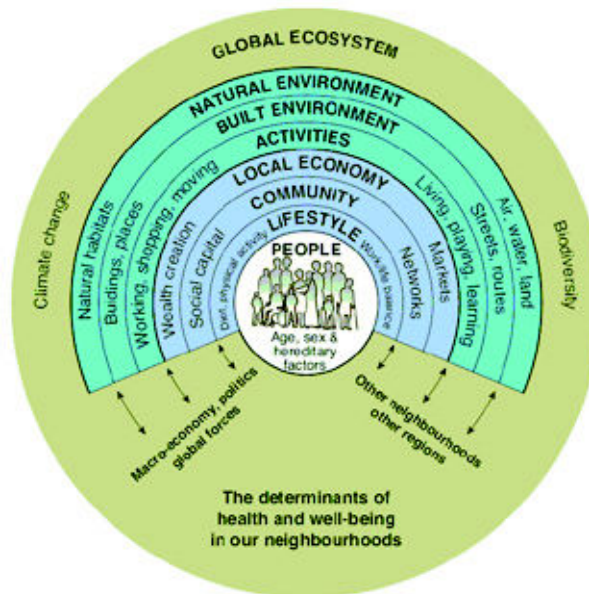 GLOBAL ECOSYSTEM
NATURAL ENVIRONMENT
BUILT ENVIRONMENT
ACTIVITIES
LOCAL ECONOMY
COMMUNITY
LIFESTYLE
PEOPLE
Age, sex &
hereditary
factors
Climate change
Natural habitats
Buidings, places
Working, shopping, moving
Wealth creation
Social capital
Diet, physical activity
Work/life balance
Networks
Markets
Living, playing, learning
Streets, routes
Air, water, land
Biodiversity
Macro-economy, politics
global forces
Other neighbourhoods
other regions
The determinants of
health and well-being
in our neighbourhoods